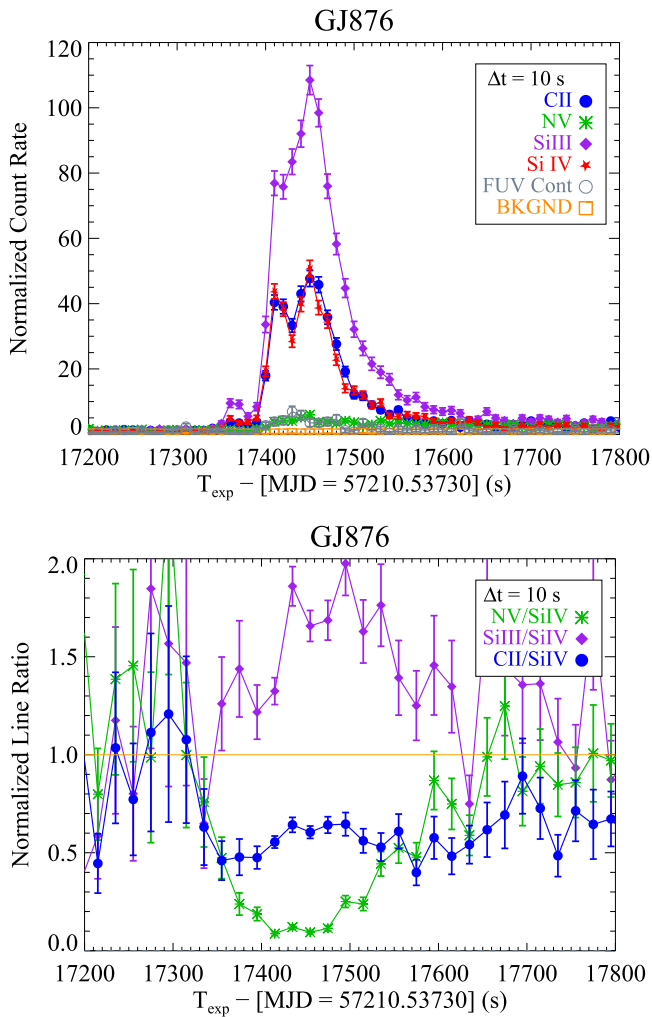 GJ876
120
100
80
60
40
20
0
Normalized Count Rate
Δt = 10 s
CII
NV
SiIII
Si IV
FUV Cont
BKGND
17200 17300 17400 17500 17600 17700 17800
Texp − [MJD = 57210.53730] (s)
GJ876
2.0
1.5
1.0
0.5
0.0
Normalized Line Ratio
Δt = 10 s
NV/SiIV
SiIII/SiIV
CII/SiIV
17200 17300 17400 17500 17600 17700 17800
Texp − [MJD = 57210.53730] (s)